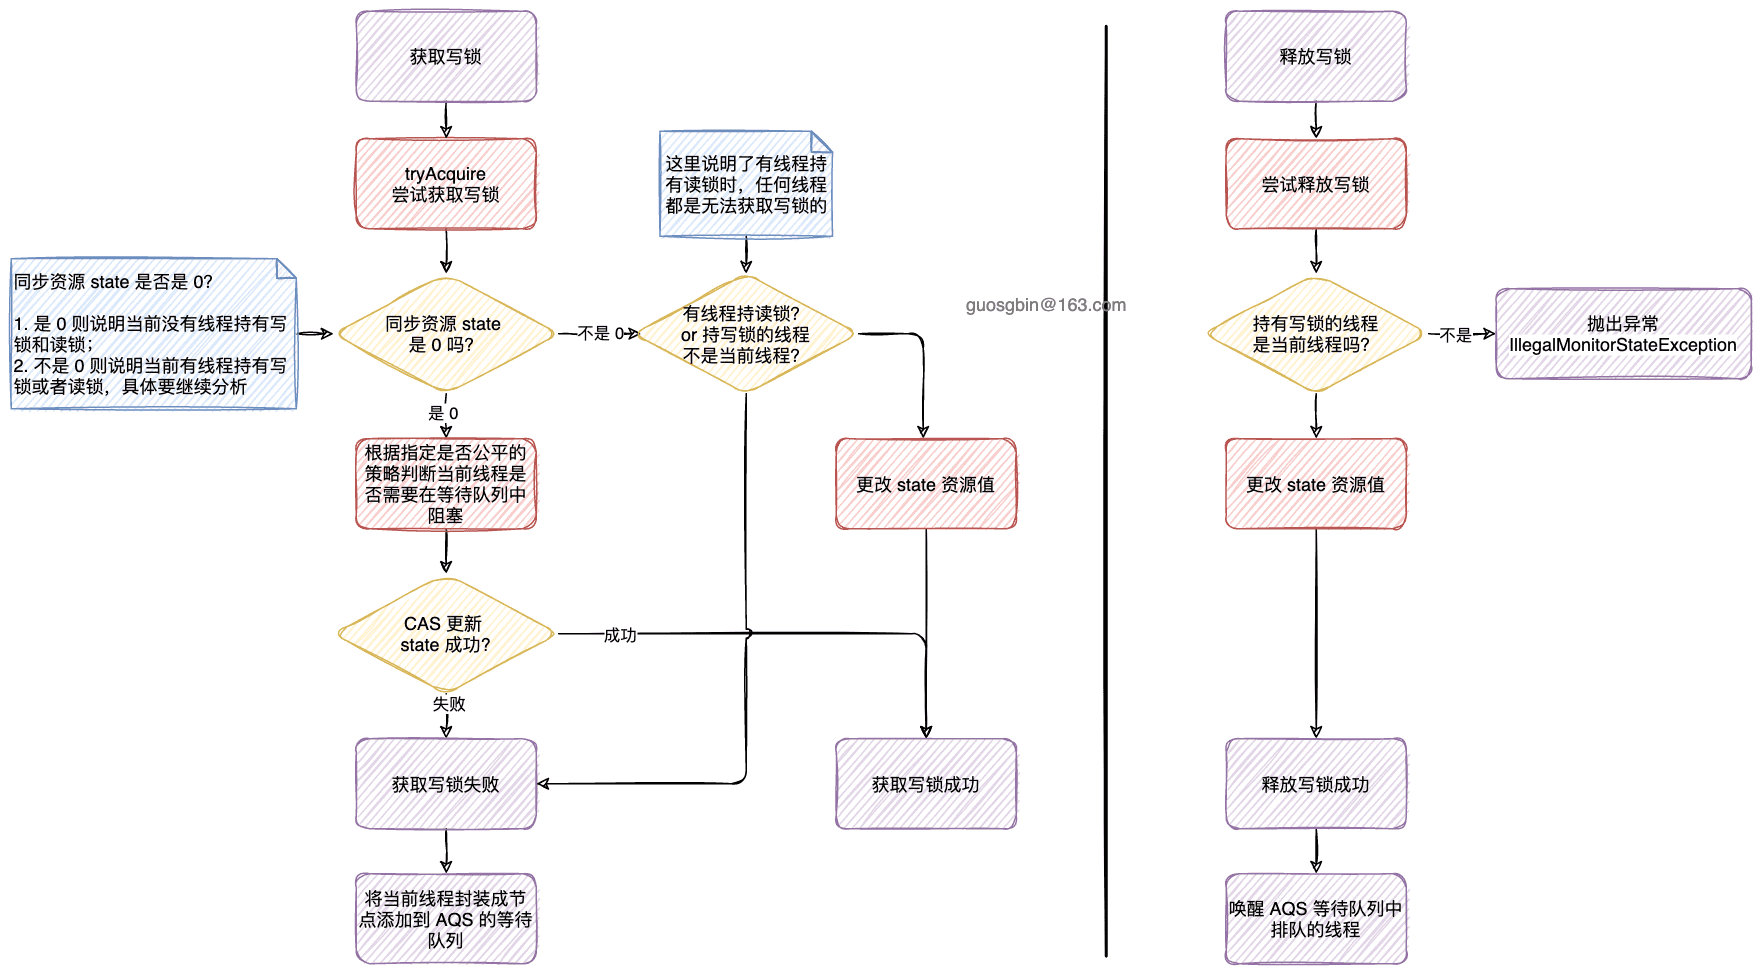 获取写锁
tryAcquire
尝试获取写锁
这里说明了有线程持
有读锁时，任何线程
都是无法获取写锁的
同步资源 state 是否是 0？
1. 是 0 则说明当前没有线程持有写
锁和读锁；
2. 不是 0 则说明当前有线程持有写
锁或者读锁，具体要继续分析
同步资源 state
是 0 吗？
不是 0
有线程持读锁？
or 持写锁的线程
不是当前线程？
是 0
根据指定是否公平的
策略判断当前线程是
否需要在等待队列中
阻塞
更改 state 资源值
CAS 更新
state 成功？
成功
失败
获取写锁失败
获取写锁成功
将当前线程封装成节
点添加到 AQS 的等待
队列
guosgbin@163.com
释放写锁
尝试释放写锁
持有写锁的线程
是当前线程吗？
不是
抛出异常
IllegalMonitorStateException
更改 state 资源值
释放写锁成功
唤醒 AQS 等待队列中
排队的线程